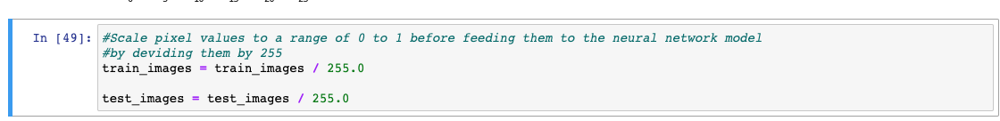 In [49]: #Scale pixel values to a range of 0 to 1 before feeding them to the neural network model
#by deviding them by 255
train_images = train_images / 255.0
test_images = test_images / 255.0